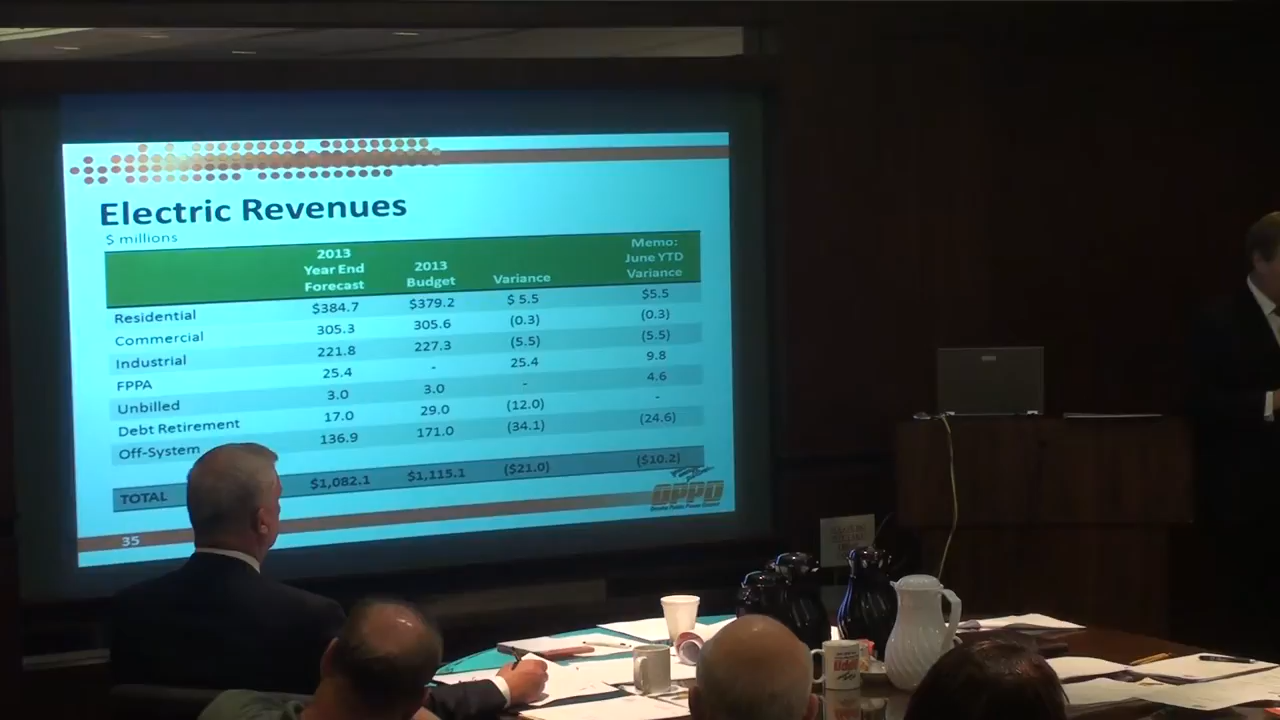 Electric Revenues
$ millions
2013 Year End Forecast 2013 Budget Variance Memo: June YTD Variance
Residential $384.7 $379.2 $ 5.5 $5.5
Commercial 305.3 305.6 (0.3) (0.3)
Industrial 221.8 227.3 (5.5) (5.5)
FPPA 25.4 - 25.4 9.8
Unbilled 3.0 3.0 - 4.6
Debt Retirement 17.0 29.0 (12.0) -
Off-System 136.9 171.0 (34.1) (24.6)
TOTAL $1,082.1 $1,115.1 ($21.0) ($10.2)
35
OPPD
Omaha Public Power District